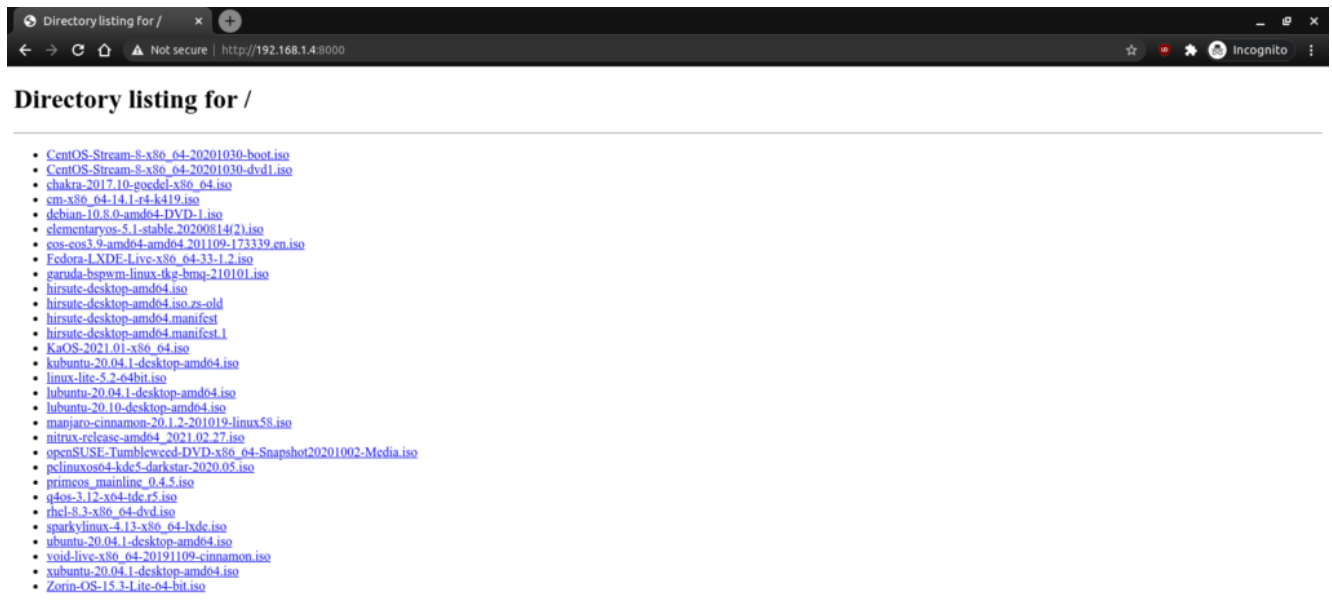 Directory listing for /
Not secure | http://192.168.1.4:8000
Incognito
Directory listing for /
CentOS-Stream-8-x86_64-20201030-boot.iso
CentOS-Stream-8-x86_64-20201030-dvd1.iso
chakra-2017.10-goedel-x86_64.iso
cm-x86_64-14.1-r4-k419.iso
debian-10.8.0-amd64-DVD-1.iso
elementaryos-5.1-stable.20200814(2).iso
eos-eos3.9-amd64-amd64.201109-173339.en.iso
Fedora-LXDE-Live-x86_64-33-1.2.iso
garuda-bspwm-linux-tkg-bmq-210101.iso
hirsute-desktop-amd64.iso
hirsute-desktop-amd64.iso.zs-old
hirsute-desktop-amd64.manifest
hirsute-desktop-amd64.manifest.1
KaOS-2021.01-x86_64.iso
kubuntu-20.04.1-desktop-amd64.iso
linux-lite-5.2-64bit.iso
lubuntu-20.04.1-desktop-amd64.iso
lubuntu-20.10-desktop-amd64.iso
manjaro-cinnamon-20.1.2-201019-linux58.iso
nitrux-release-amd64_2021.02.27.iso
openSUSE-Tumbleweed-DVD-x86_64-Snapshot20201002-Media.iso
pclinuxos64-kde5-darkstar-2020.05.iso
primeos_mainline_0.4.5.iso
q4os-3.12-x64-tde.r5.iso
rhel-8.3-x86_64-dvd.iso
sparkylinux-4.13-x86_64-lxde.iso
ubuntu-20.04.1-desktop-amd64.iso
void-live-x86_64-20191109-cinnamon.iso
xubuntu-20.04.1-desktop-amd64.iso
Zorin-OS-15.3-Lite-64-bit.iso